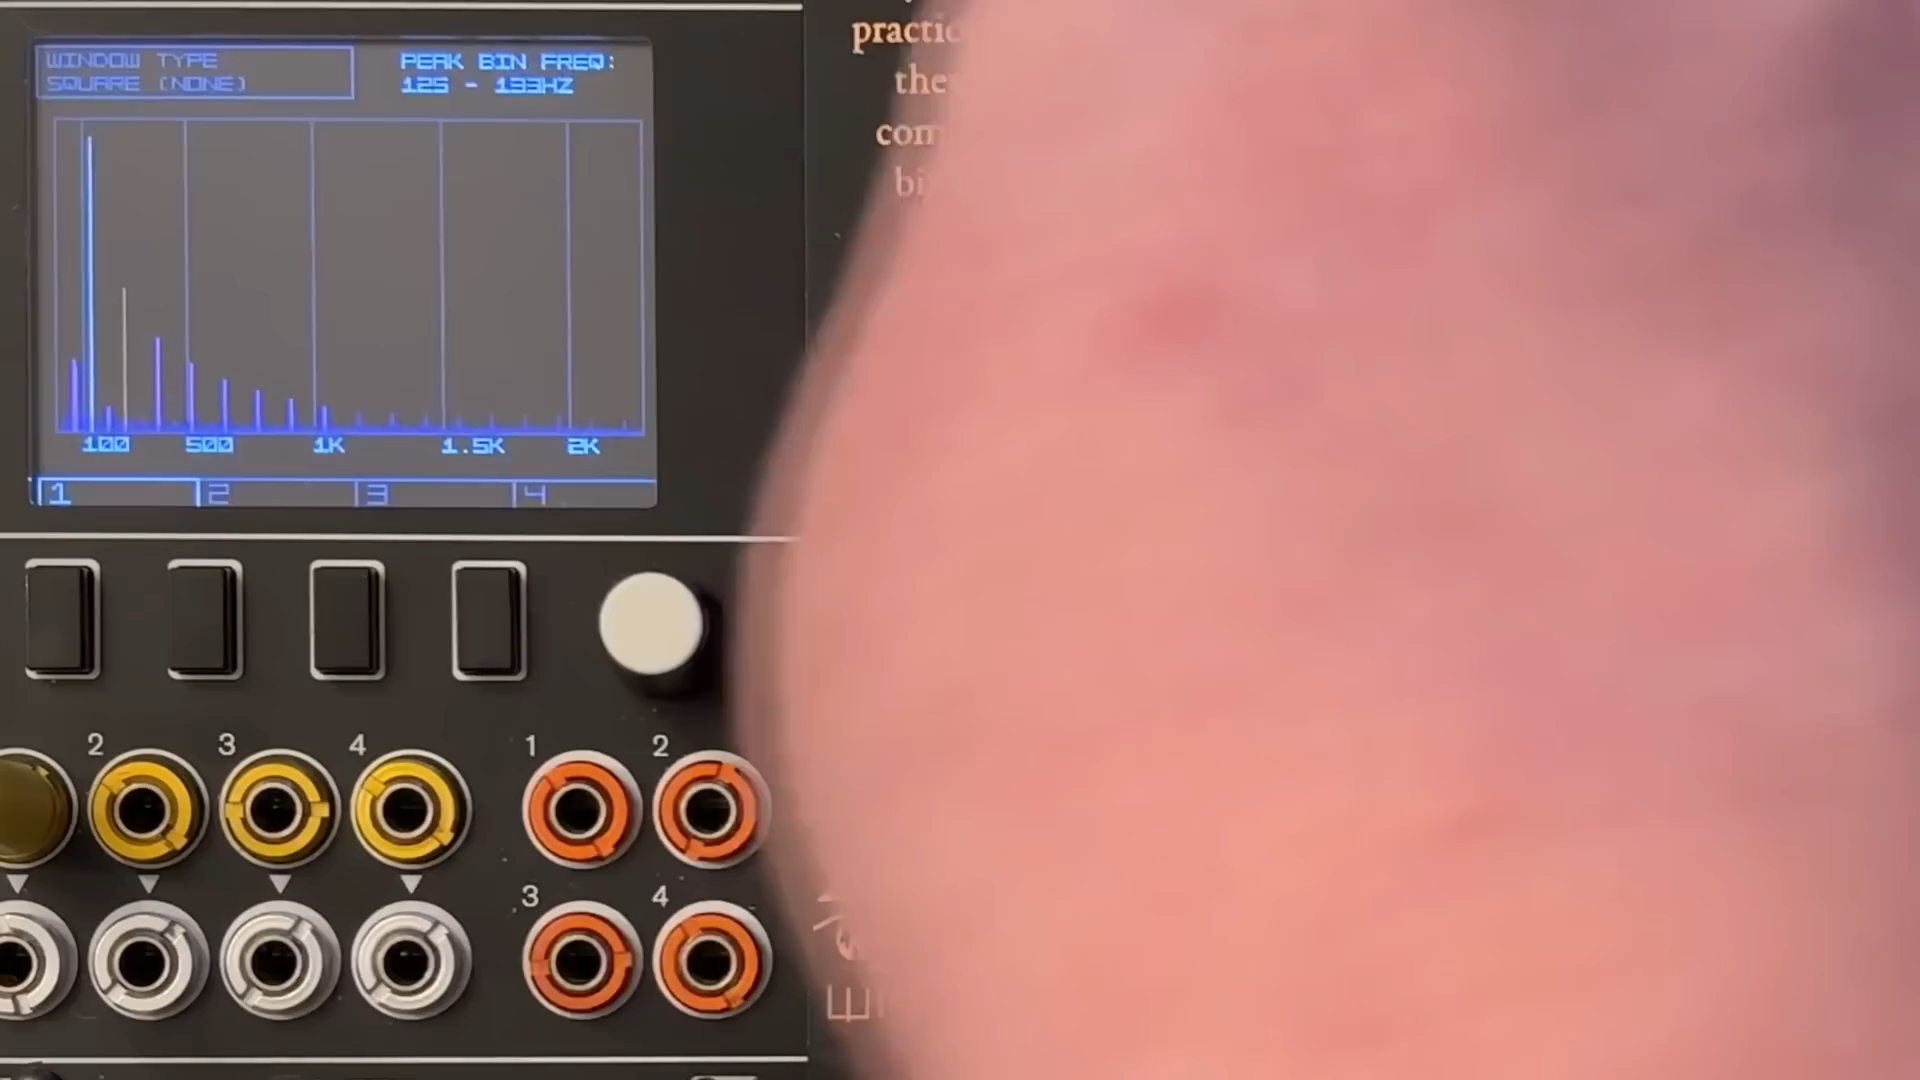 WINDOW TYPE
SQUARE (NONE)
PEAK BIN FREQ:
125 - 133HZ
100 500 1K 1.5K 2K
1 2 3 4
practic
the
com
bi
2 3 4 1 2
3 4